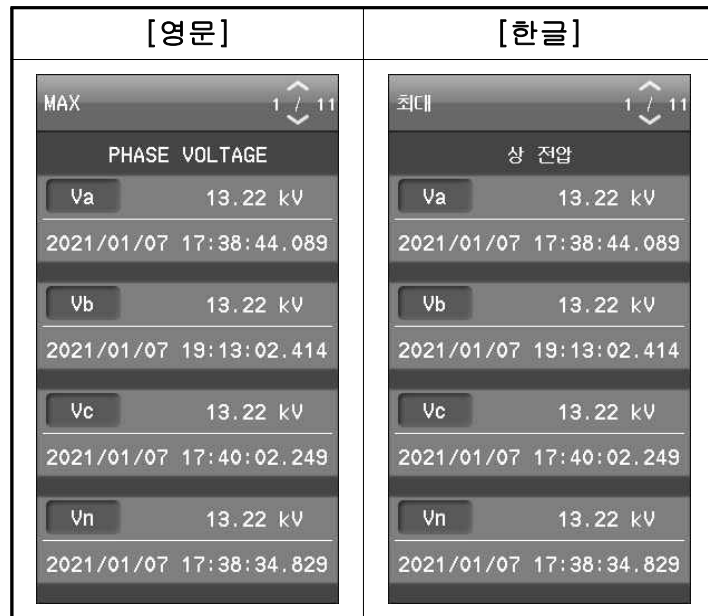 [영문]
[한글]
MAX 1 / 11
PHASE VOLTAGE
Va 13.22 kV
2021/01/07 17:38:44.089
Vb 13.22 kV
2021/01/07 19:13:02.414
Vc 13.22 kV
2021/01/07 17:40:02.249
Vn 13.22 kV
2021/01/07 17:38:34.829
최대 1 / 11
상 전압
Va 13.22 kV
2021/01/07 17:38:44.089
Vb 13.22 kV
2021/01/07 19:13:02.414
Vc 13.22 kV
2021/01/07 17:40:02.249
Vn 13.22 kV
2021/01/07 17:38:34.829